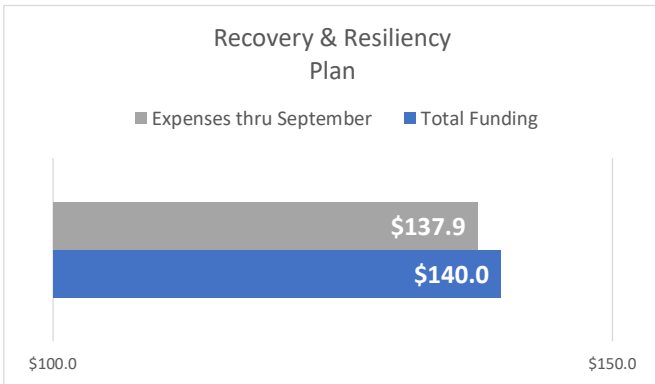 Recovery & Resiliency
Plan
Expenses thru September Total Funding
$137.9
$140.0
$100.0 $150.0